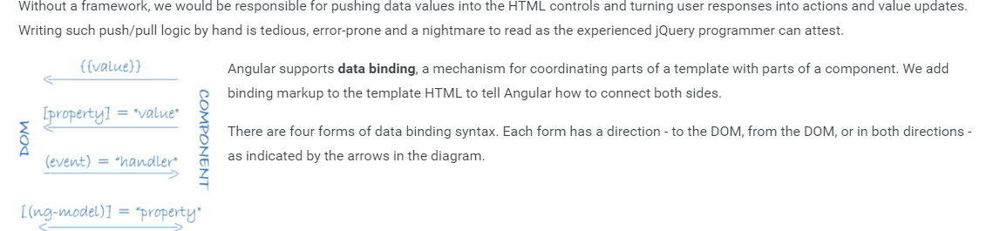 Without a framework, we would be responsible for pushing data values into the HTML controls and turning user responses into actions and value updates.
Writing such push/pull logic by hand is tedious, error-prone and a nightmare to read as the experienced jQuery programmer can attest.
{{value}}
[property] = "value"
(event) = "handler"
[(ng-model)] = "property"
DOM
COMPONENT
Angular supports data binding, a mechanism for coordinating parts of a template with parts of a component. We add
binding markup to the template HTML to tell Angular how to connect both sides.
There are four forms of data binding syntax. Each form has a direction - to the DOM, from the DOM, or in both directions -
as indicated by the arrows in the diagram.